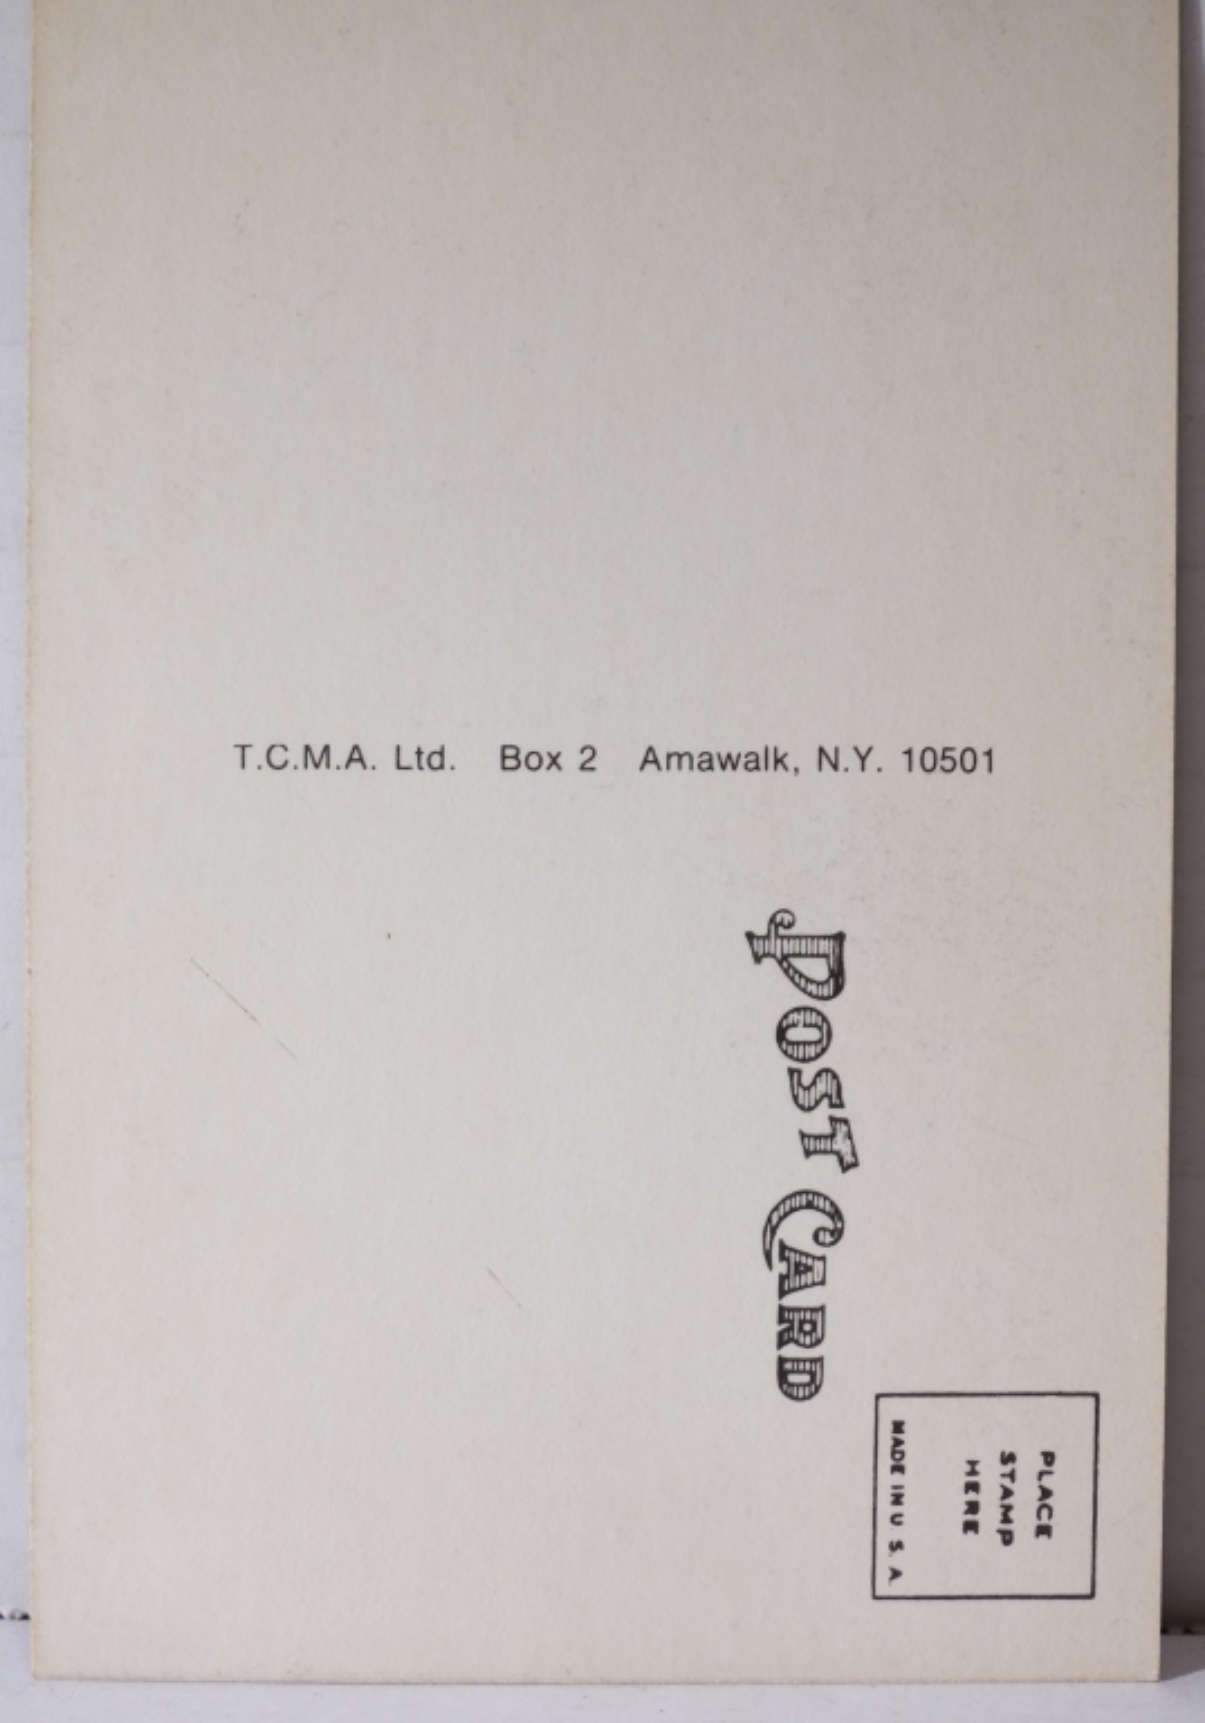 T.C.M.A. Ltd. Box 2 Amawalk, N.Y. 10501
POST CARD
PLACE
STAMP
HERE
MADE IN U. S. A.